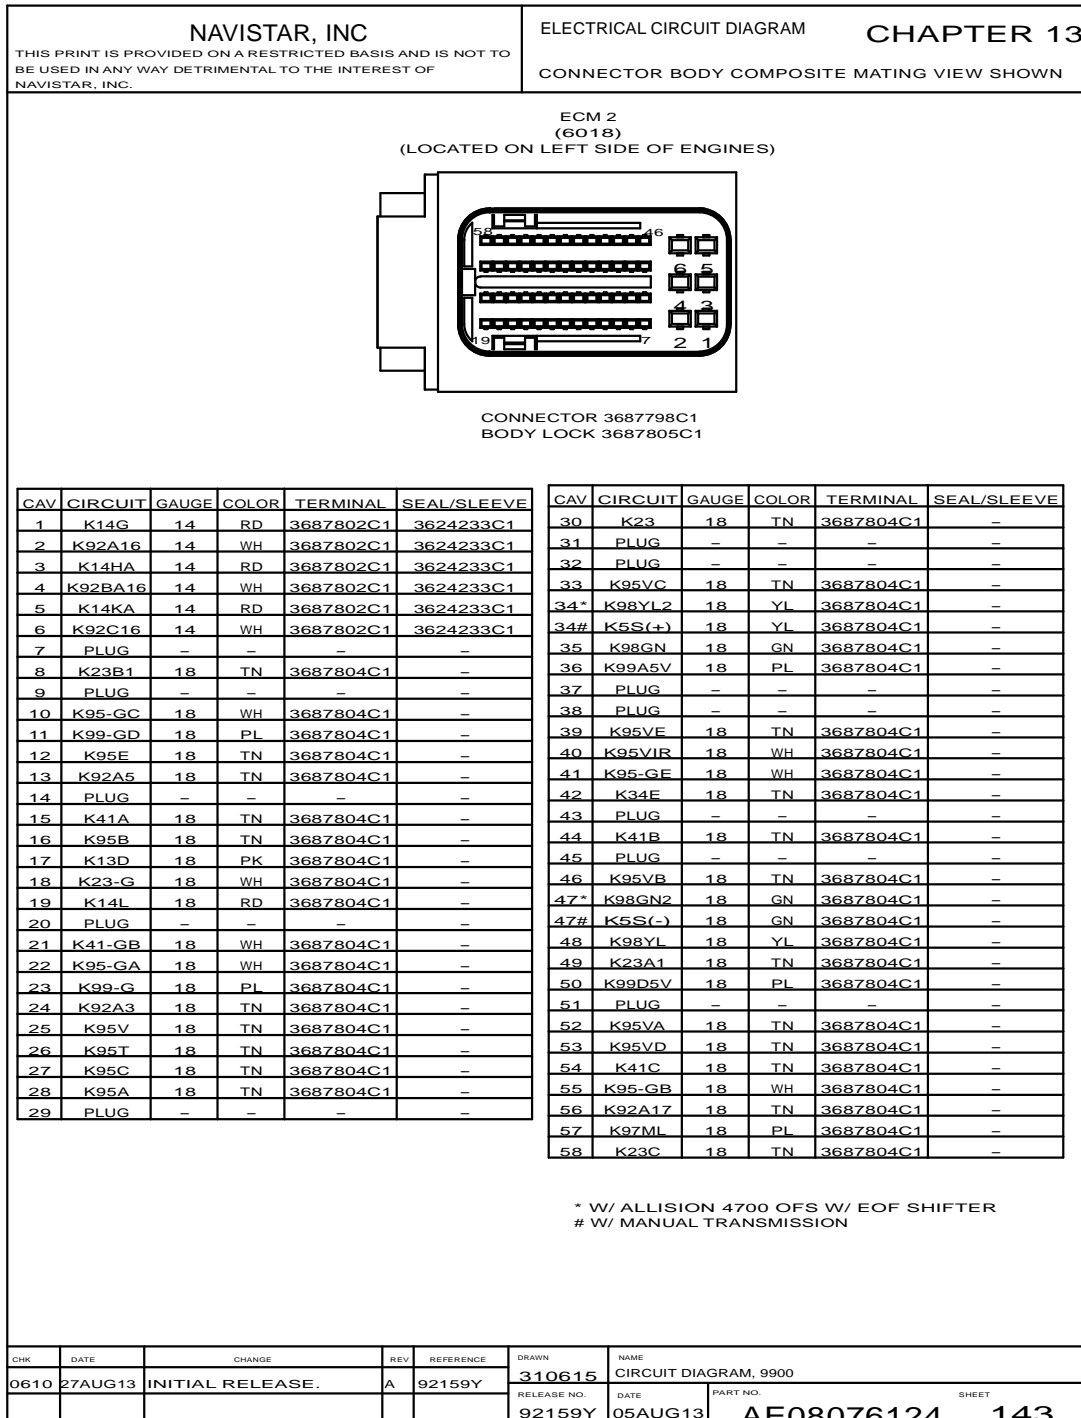 NAVISTAR, INC
THIS PRINT IS PROVIDED ON A RESTRICTED BASIS AND IS NOT TO
BE USED IN ANY WAY DETRIMENTAL TO THE INTEREST OF
NAVISTAR, INC.
ELECTRICAL CIRCUIT DIAGRAM CHAPTER 13
CONNECTOR BODY COMPOSITE MATING VIEW SHOWN
ECM 2
(6018)
(LOCATED ON LEFT SIDE OF ENGINES)
58 46
6 5
4 3
19 7 2 1
CONNECTOR 3687798C1
BODY LOCK 3687805C1
CAV CIRCUIT GAUGE COLOR TERMINAL SEAL/SLEEVE
1 K14G 14 RD 3687802C1 3624233C1
2 K92A16 14 WH 3687802C1 3624233C1
3 K14HA 14 RD 3687802C1 3624233C1
4 K92BA16 14 WH 3687802C1 3624233C1
5 K14KA 14 RD 3687802C1 3624233C1
6 K92C16 14 WH 3687802C1 3624233C1
7 PLUG – – – –
8 K23B1 18 TN 3687804C1 –
9 PLUG – – – –
10 K95-GC 18 WH 3687804C1 –
11 K99-GD 18 PL 3687804C1 –
12 K95E 18 TN 3687804C1 –
13 K92A5 18 TN 3687804C1 –
14 PLUG – – – –
15 K41A 18 TN 3687804C1 –
16 K95B 18 TN 3687804C1 –
17 K13D 18 PK 3687804C1 –
18 K23-G 18 WH 3687804C1 –
19 K14L 18 RD 3687804C1 –
20 PLUG – – – –
21 K41-GB 18 WH 3687804C1 –
22 K95-GA 18 WH 3687804C1 –
23 K99-G 18 PL 3687804C1 –
24 K92A3 18 TN 3687804C1 –
25 K95V 18 TN 3687804C1 –
26 K95T 18 TN 3687804C1 –
27 K95C 18 TN 3687804C1 –
28 K95A 18 TN 3687804C1 –
29 PLUG – – – –
CAV CIRCUIT GAUGE COLOR TERMINAL SEAL/SLEEVE
30 K23 18 TN 3687804C1 –
31 PLUG – – – –
32 PLUG – – – –
33 K95VC 18 TN 3687804C1 –
34* K98YL2 18 YL 3687804C1 –
34# K5S(+) 18 YL 3687804C1 –
35 K98GN 18 GN 3687804C1 –
36 K99A5V 18 PL 3687804C1 –
37 PLUG – – – –
38 PLUG – – – –
39 K95VE 18 TN 3687804C1 –
40 K95VIR 18 WH 3687804C1 –
41 K95-GE 18 WH 3687804C1 –
42 K34E 18 TN 3687804C1 –
43 PLUG – – – –
44 K41B 18 TN 3687804C1 –
45 PLUG – – – –
46 K95VB 18 TN 3687804C1 –
47* K98GN2 18 GN 3687804C1 –
47# K5S(-) 18 GN 3687804C1 –
48 K98YL 18 YL 3687804C1 –
49 K23A1 18 TN 3687804C1 –
50 K99D5V 18 PL 3687804C1 –
51 PLUG – – – –
52 K95VA 18 TN 3687804C1 –
53 K95VD 18 TN 3687804C1 –
54 K41C 18 TN 3687804C1 –
55 K95-GB 18 WH 3687804C1 –
56 K92A17 18 TN 3687804C1 –
57 K97ML 18 PL 3687804C1 –
58 K23C 18 TN 3687804C1 –
* W/ ALLISION 4700 OFS W/ EOF SHIFTER
# W/ MANUAL TRANSMISSION
CHK DATE CHANGE REV REFERENCE DRAWN NAME
0610 27AUG13 INITIAL RELEASE. A 92159Y 310615 CIRCUIT DIAGRAM, 9900
RELEASE NO. DATE PART NO. SHEET
92159Y 05AUG13 AE08076124 143